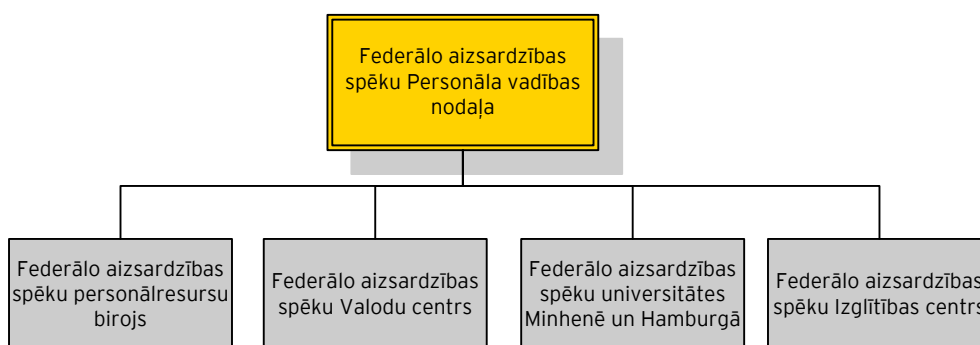 Federālo aizsardzības
spēku Personāla vadības
nodaļa
Federālo aizsardzības
spēku personālresursu
birojs
Federālo aizsardzības
spēku Valodu centrs
Federālo aizsardzības
spēku universitātes
Minhenē un Hamburgā
Federālo aizsardzības
spēku Izglītības centrs